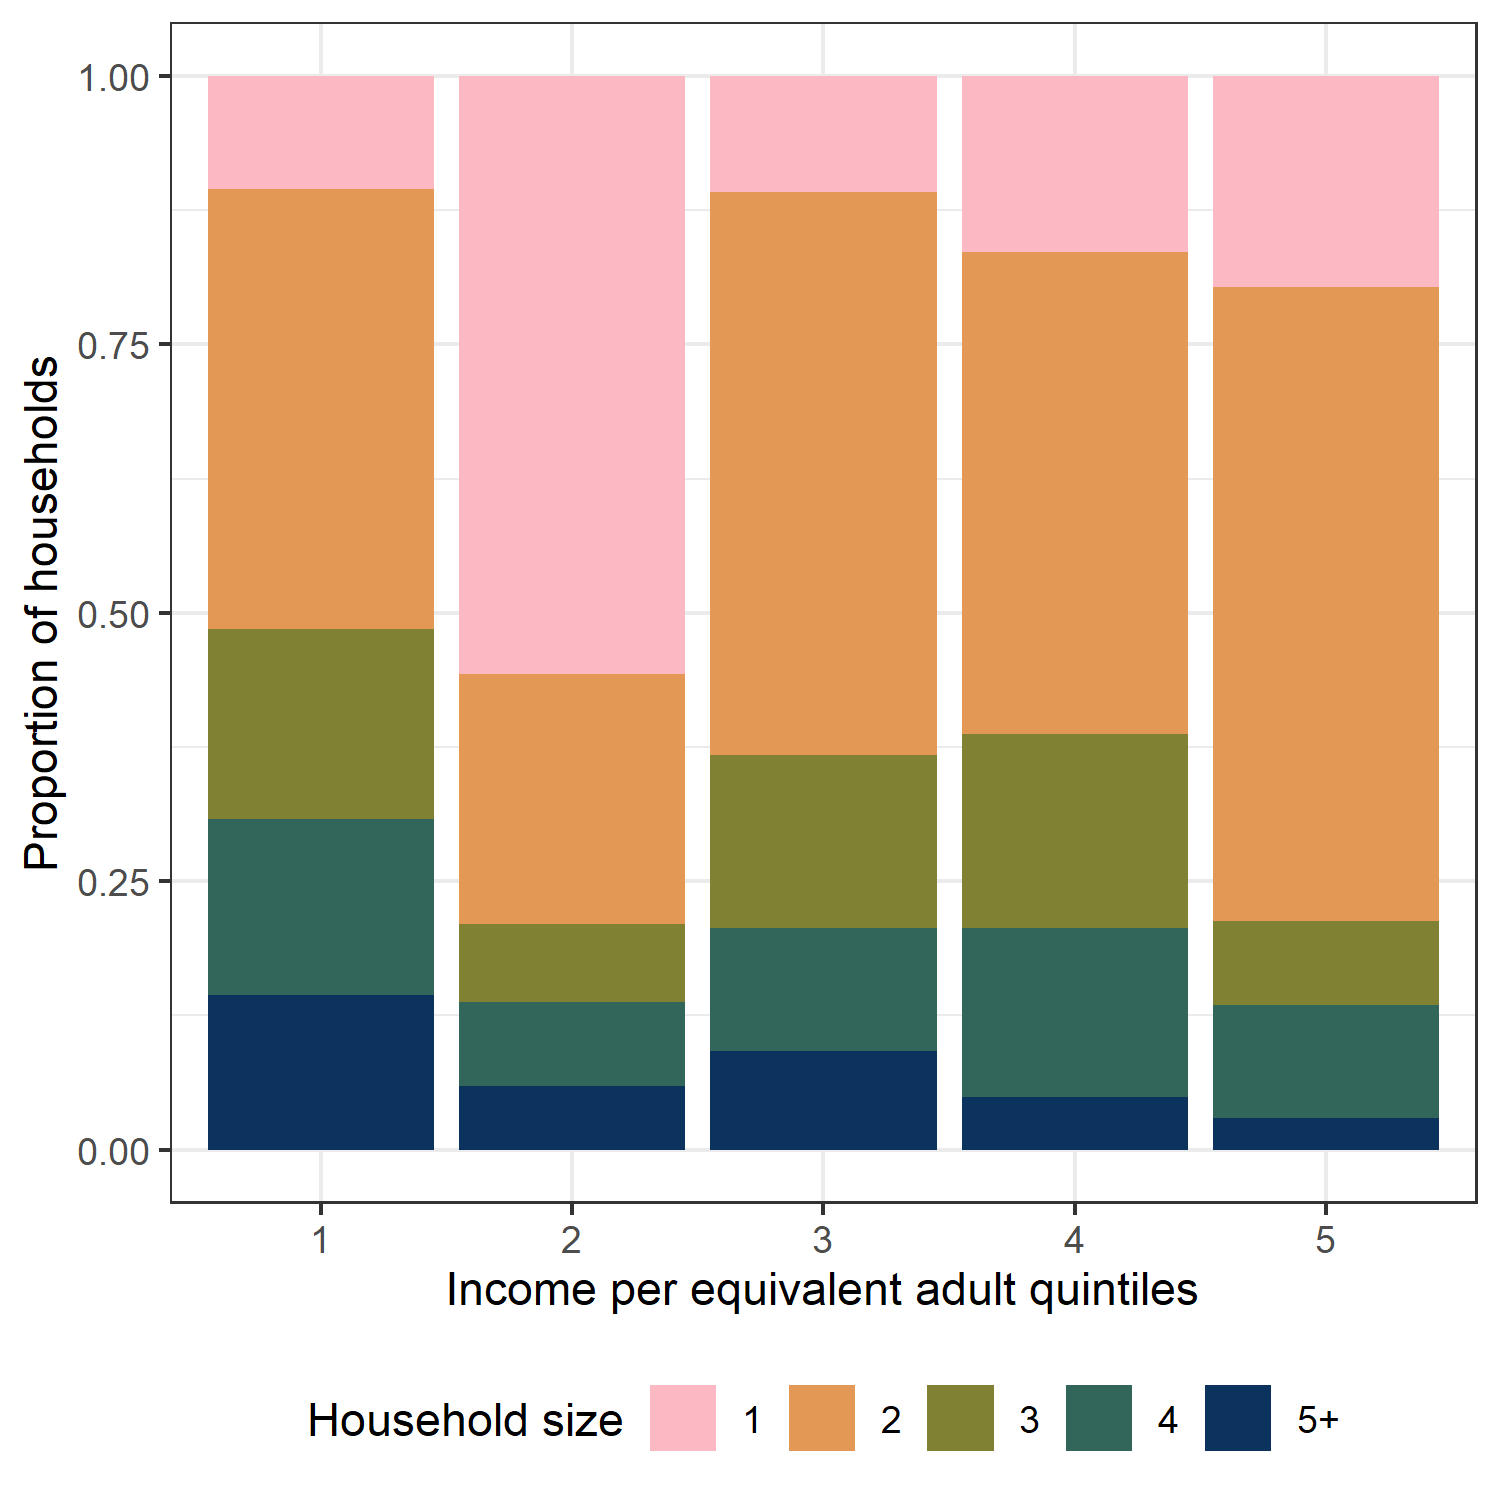 Proportion of households
1.00
0.75
0.50
0.25
0.00
1 2 3 4 5
Income per equivalent adult quintiles
Household size 1 2 3 4 5+